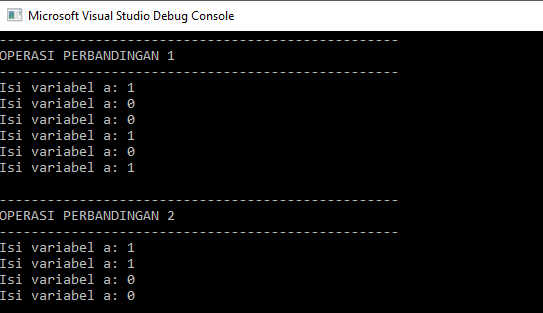 Microsoft Visual Studio Debug Console
--------------------------------------------------
OPERASI PERBANDINGAN 1
--------------------------------------------------
Isi variabel a: 1
Isi variabel a: 0
Isi variabel a: 0
Isi variabel a: 1
Isi variabel a: 0
Isi variabel a: 1
--------------------------------------------------
OPERASI PERBANDINGAN 2
--------------------------------------------------
Isi variabel a: 1
Isi variabel a: 1
Isi variabel a: 0
Isi variabel a: 0